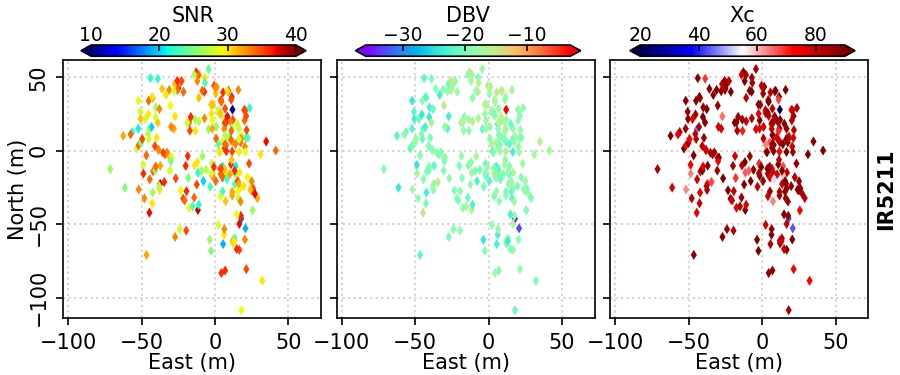 SNR DBV Xc
10 20 30 40 −30 −20 −10 20 40 60 80
50
0
−50
−100
North (m)
IR5211
−100 −50 0 50 −100 −50 0 50 −100 −50 0 50
East (m) East (m) East (m)